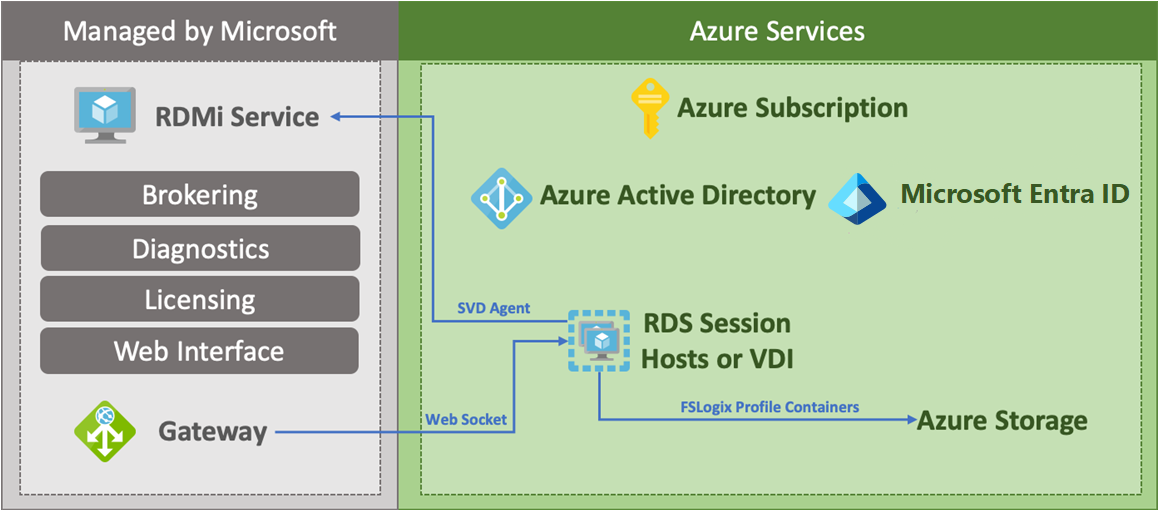 Managed by Microsoft
Azure Services
RDMi Service
Brokering
Diagnostics
Licensing
Web Interface
Gateway
Azure Subscription
Azure Active Directory
Microsoft Entra ID
SVD Agent
RDS Session
Hosts or VDI
Web Socket
FSLogix Profile Containers
Azure Storage